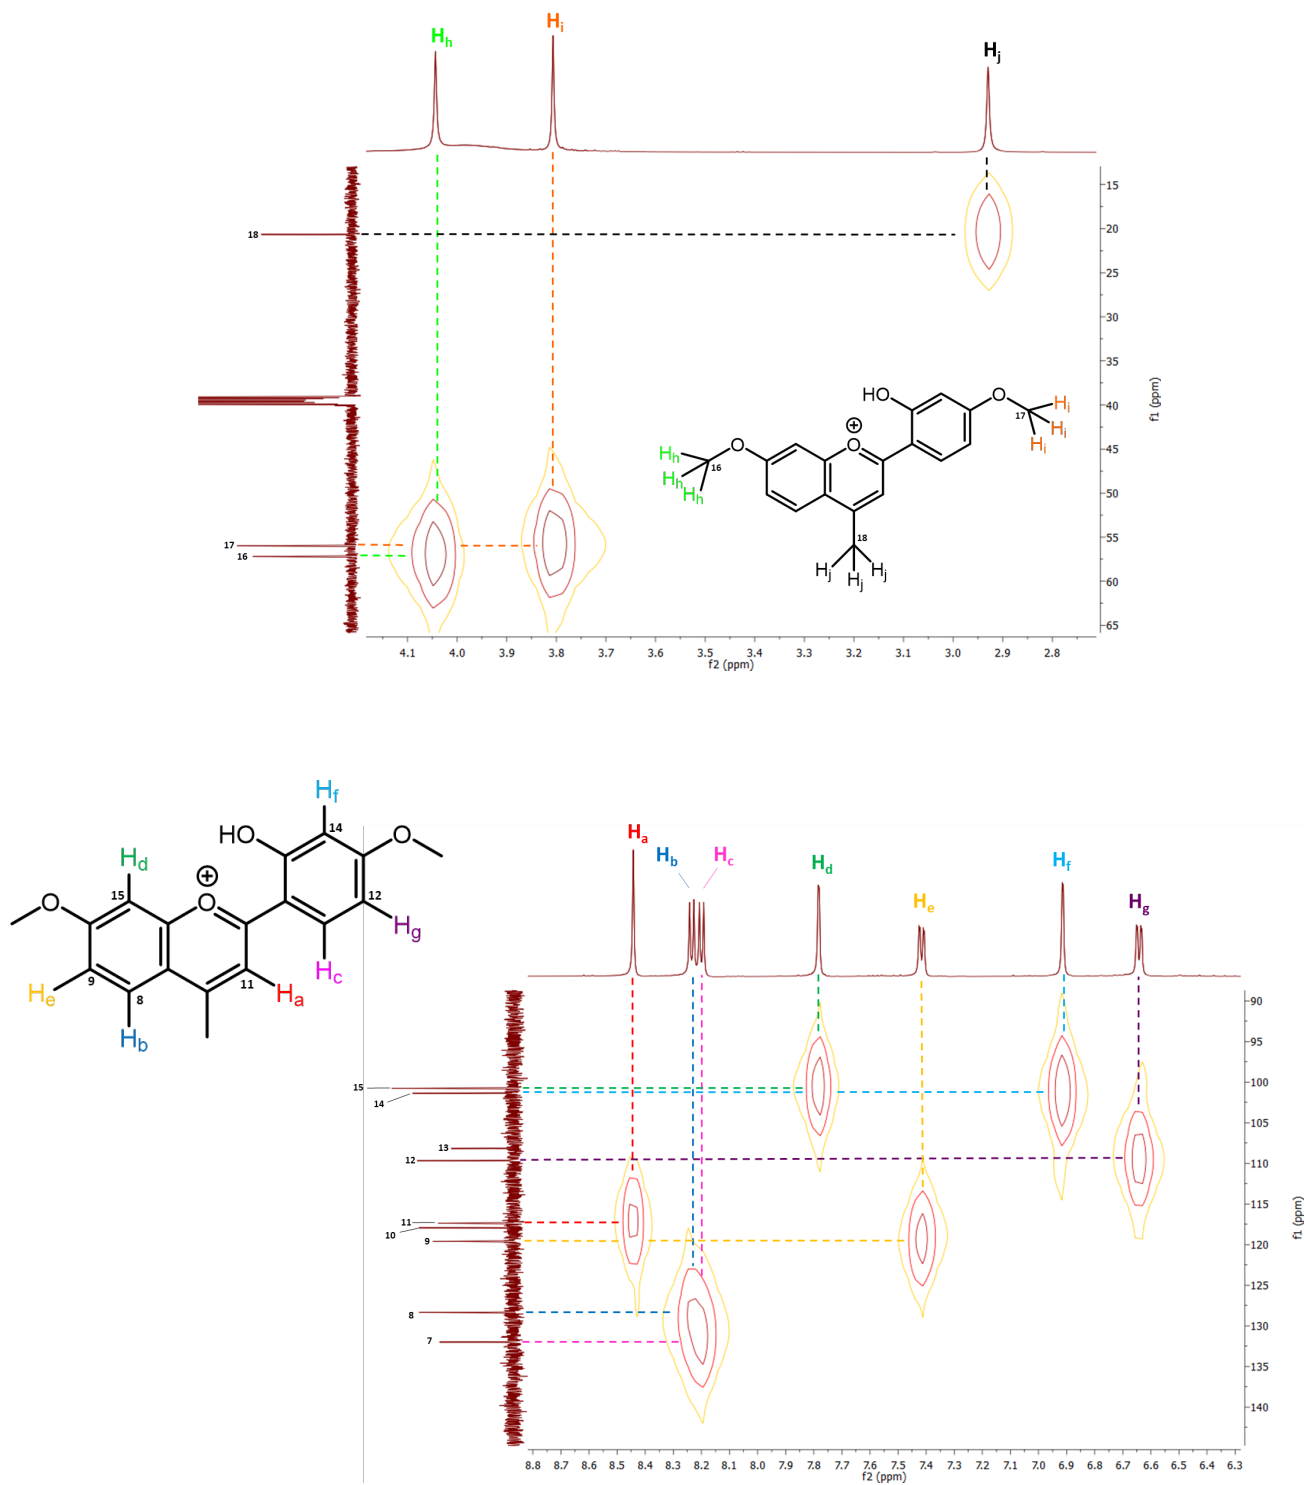 Hh
Hi
Hj
15
20
25
30
35
40
45
50
55
60
65
f1 (ppm)
18
17
16
HO
O
17
Hi
Hi
Hi
⊕
O
O
Hh
16
Hh
Hh
18
Hj
Hj
Hj
4.1 4.0 3.9 3.8 3.7 3.6 3.5 3.4 3.3 3.2 3.1 3.0 2.9 2.8
f2 (ppm)
Hf
HO
14
O
Hd
⊕
15
O
O
12
Hg
9
11
Hc
He
8
Ha
Hb
Ha
Hb
Hc
Hd
He
Hf
Hg
15
14
13
12
11
10
9
8
7
90
95
100
105
110
115
120
125
130
135
140
f1 (ppm)
8.8 8.7 8.6 8.5 8.4 8.3 8.2 8.1 8.0 7.9 7.8 7.7 7.6 7.5 7.4 7.3 7.2 7.1 7.0 6.9 6.8 6.7 6.6 6.5 6.4 6.3
f2 (ppm)